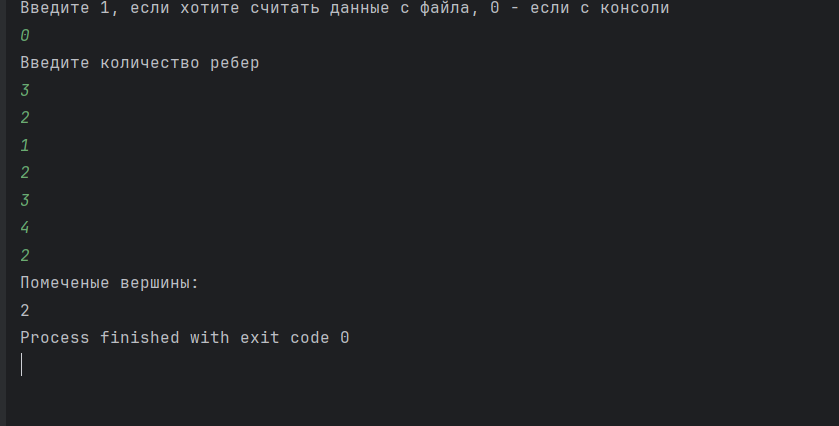 Введите 1, если хотите считать данные с файла, 0 - если с консоли
0
Введите количество ребер
3
2
1
2
3
4
2
Помеченые вершины:
2
Process finished with exit code 0